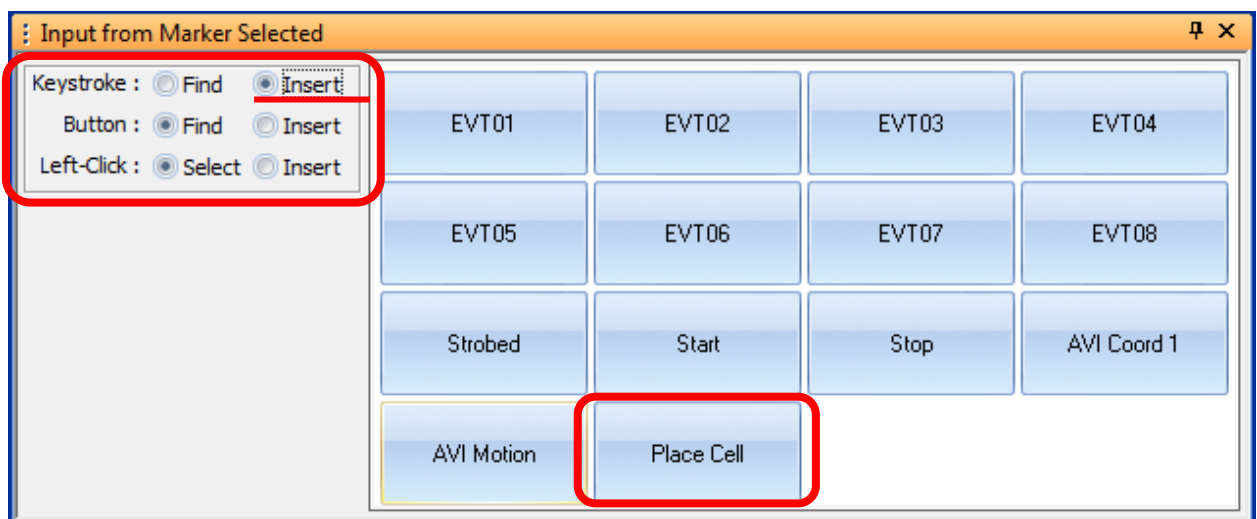 Input from Marker Selected
Keystroke : Find Insert
Button : Find Insert
Left-Click : Select Insert
EVT01 EVT02 EVT03 EVT04
EVT05 EVT06 EVT07 EVT08
Strobed Start Stop AVI Coord 1
AVI Motion Place Cell